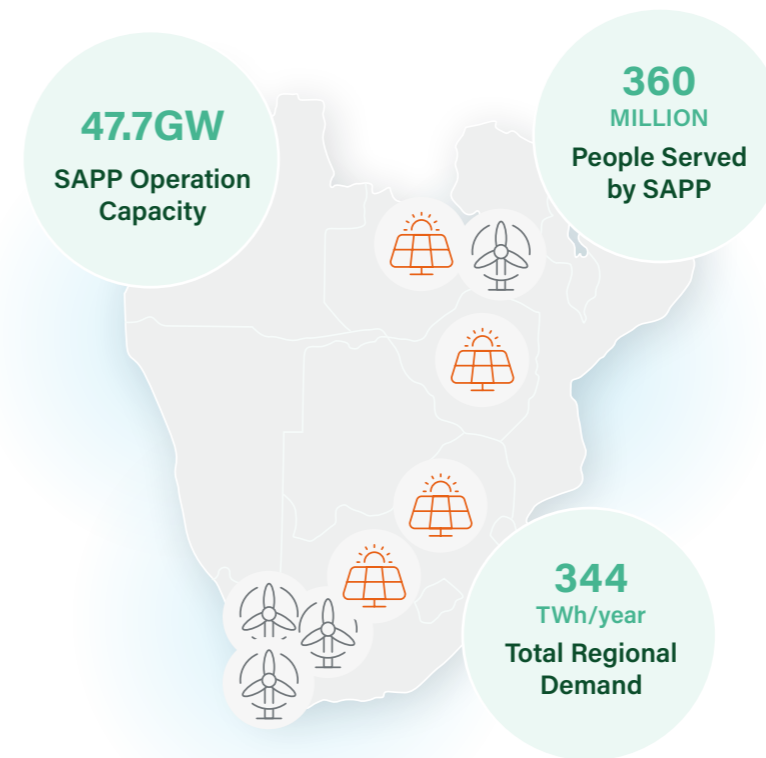 47.7GW
SAPP Operation
Capacity
360
MILLION
People Served
by SAPP
344
TWh/year
Total Regional
Demand